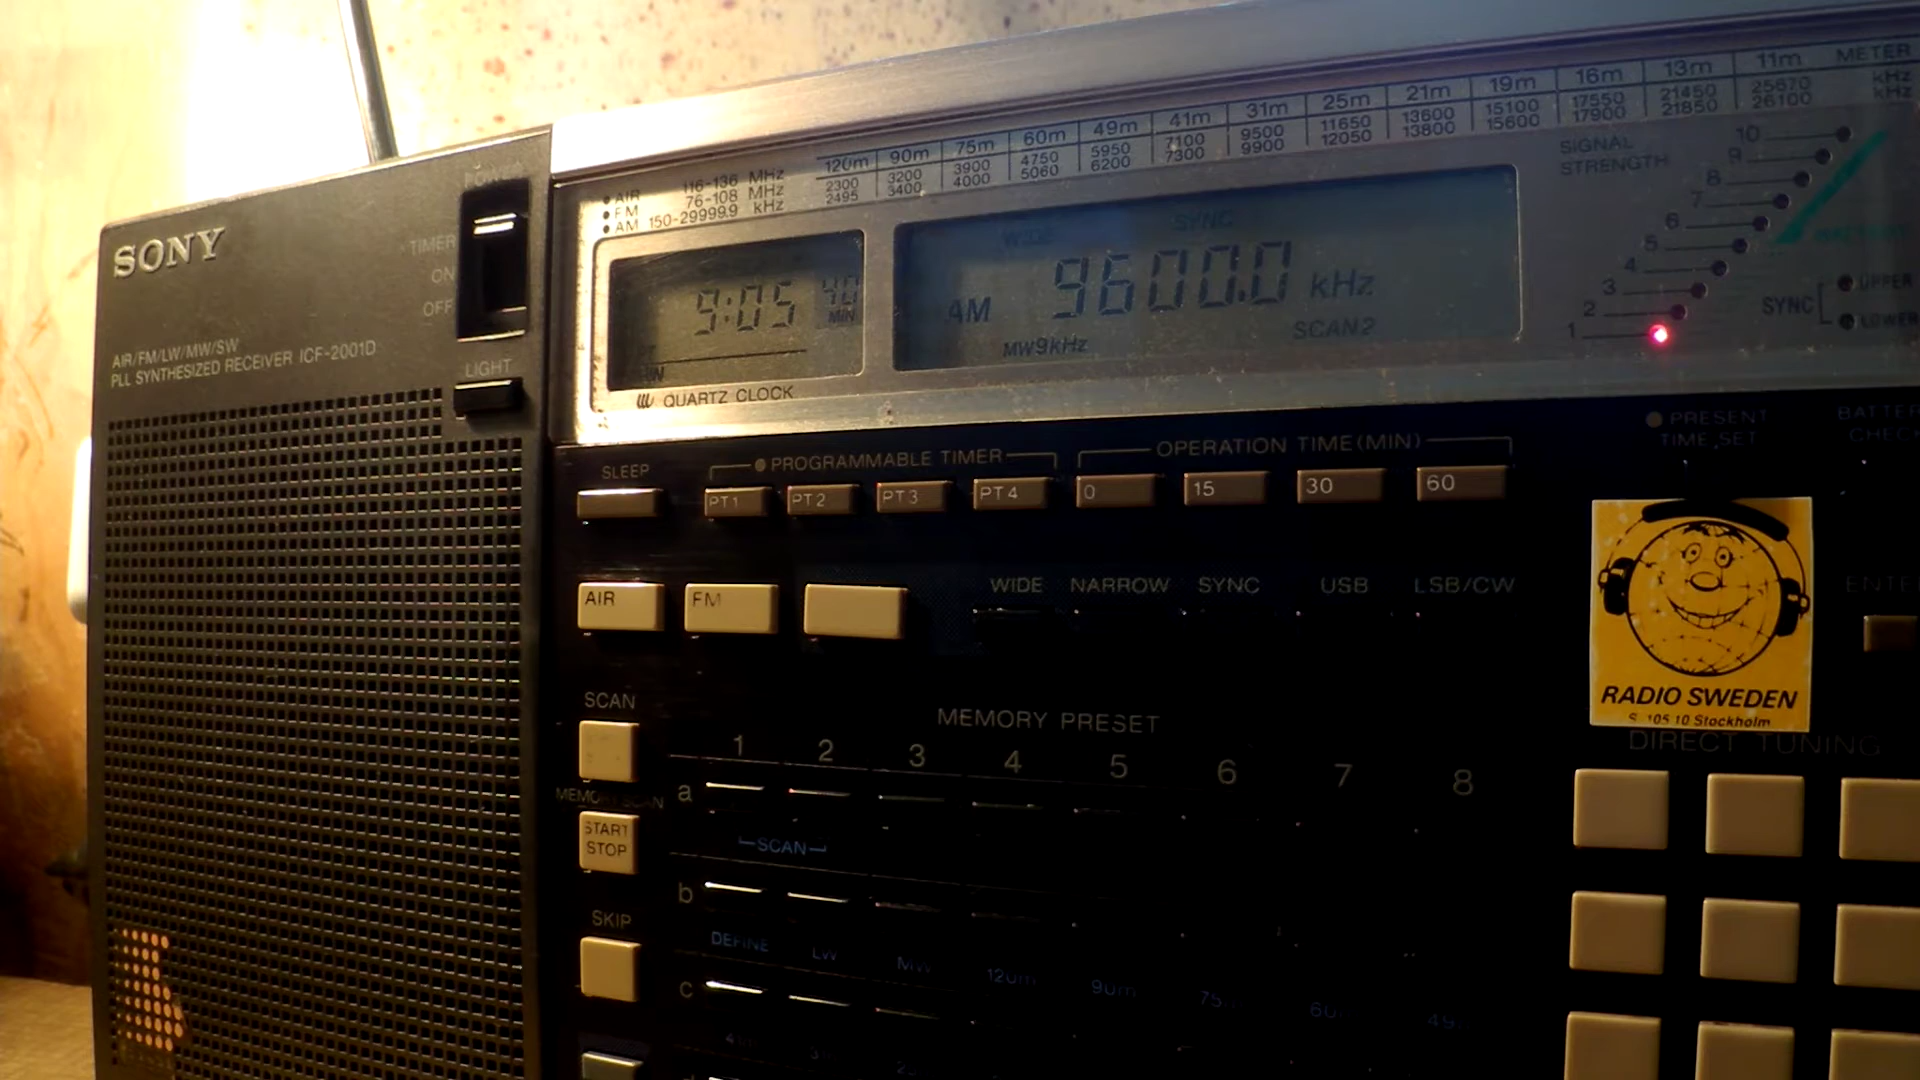 SONY
POWER
TIMER
ON
OFF
LIGHT
AIR/FM/LW/MW/SW
PLL SYNTHESIZED RECEIVER ICF-2001D
AIR 116-136 MHz
FM 76-108 MHz
AM 150-29999.9 kHz
120m 90m 75m 60m 49m 41m 31m 25m 21m 19m 16m 13m 11m METER
2300 3200 3900 4750 5950 7100 9500 11650 13600 15100 17550 21450 25670 kHz
2495 3400 4000 5060 6200 7300 9900 12050 13800 15600 17900 21850 26100 kHz
9:05 40
MIN
QUARTZ CLOCK
WIDE SYNC
AM 9600.0 kHz
MW9kHz SCAN2
SIGNAL
STRENGTH
10
9
8
7
6
5
4
3
2
1
BATTERY
SYNC
UPPER
LOWER
SLEEP
PROGRAMMABLE TIMER
OPERATION TIME(MIN)
PT1 PT2 PT3 PT4 0 15 30 60
PRESENT
TIME SET
AIR FM
WIDE NARROW SYNC USB LSB/CW
RADIO SWEDEN
S-105 10 Stockholm
DIRECT TUNING
SCAN
MEMORY SCAN
START
STOP
SKIP
MEMORY PRESET
1 2 3 4 5 6 7 8
a
SCAN
b
DEFINE LW MW 120m 90m
c